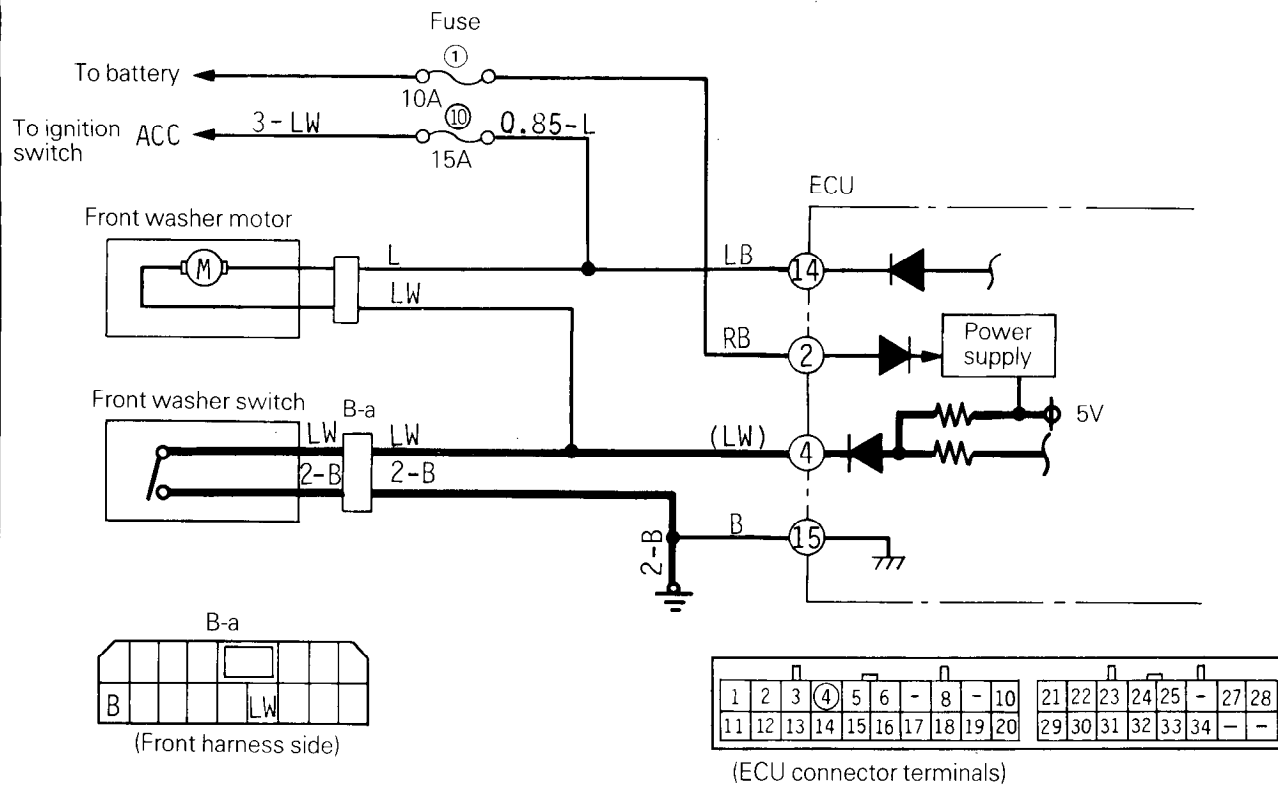 Fuse
①
To battery
10A
⑩
To ignition switch
ACC
3-LW
0.85-L
15A
ECU
Front washer motor
M
L
LB
14
LW
RB
2
Power
supply
5V
Front washer switch
B-a
LW
LW
(LW)
4
2-B
2-B
2-B
B
15
B-a
B
LW
(Front harness side)
1 2 3 ④ 5 6 - 8 - 10
11 12 13 14 15 16 17 18 19 20
21 22 23 24 25 - 27 28
29 30 31 32 33 34 - -
(ECU connector terminals)